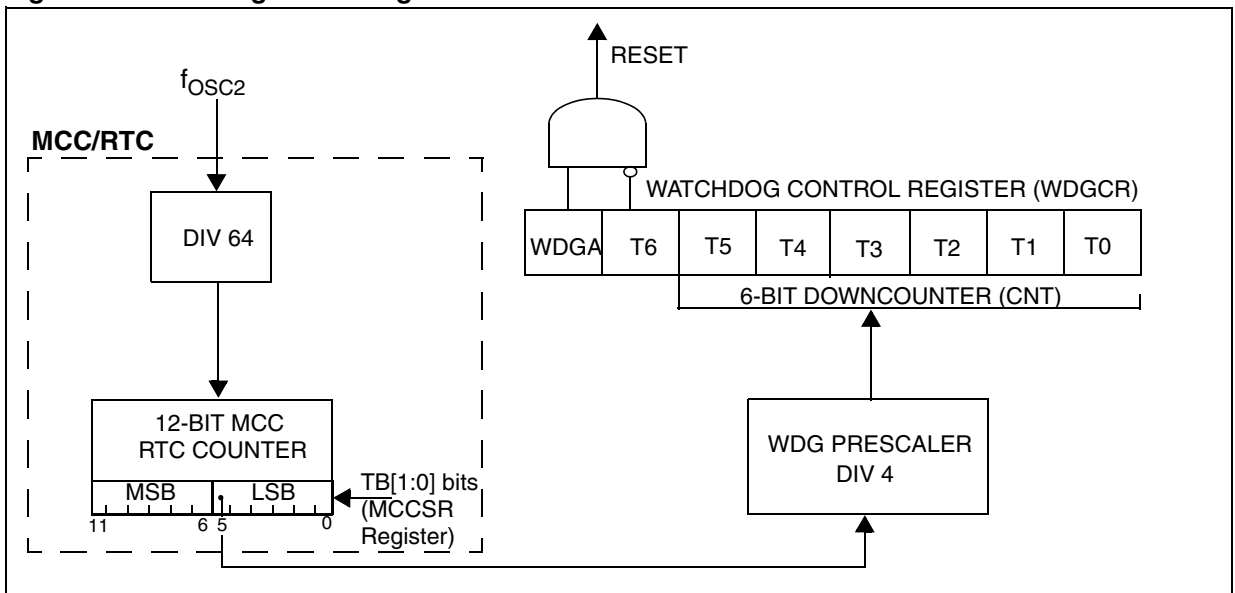 RESET
fOSC2
MCC/RTC
DIV 64
WATCHDOG CONTROL REGISTER (WDGCR)
WDGA T6 T5 T4 T3 T2 T1 T0
6-BIT DOWNCOUNTER (CNT)
12-BIT MCC
RTC COUNTER
MSB LSB
11 6 5 0
TB[1:0] bits
(MCCSR
Register)
WDG PRESCALER
DIV 4